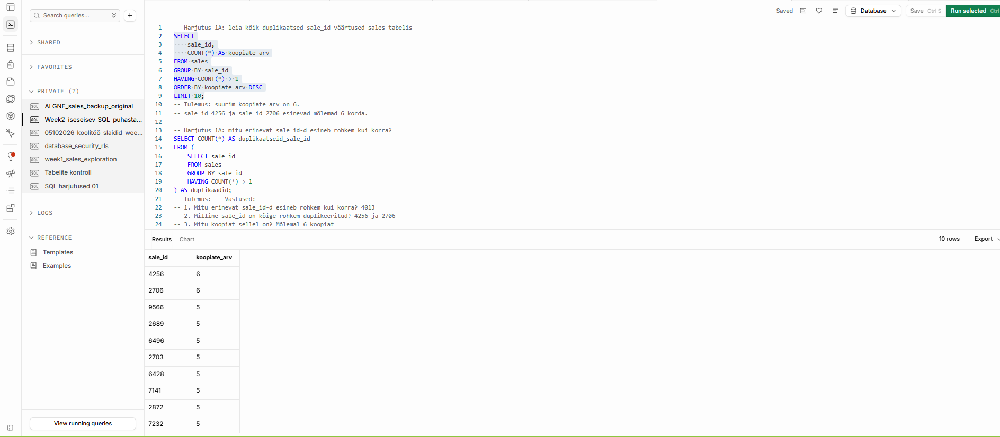 Search queries...
SHARED
FAVORITES
PRIVATE (7)
SQL ALGNE_sales_backup_original
SQL Week2_iseseisev_SQL_puhasta...
SQL 05102026_koolitöö_slaidid_wee...
SQL database_security_rls
SQL week1_sales_exploration
SQL Tabelite kontroll
SQL SQL harjutused 01
LOGS
REFERENCE
Templates
Examples
View running queries
Saved Database Save Ctrl S Run selected Ctrl
1 -- Harjutus 1A: leia kõik duplikaatsed sale_id väärtused sales tabelis
2 SELECT
3 ····sale_id,
4 ····COUNT(*)·AS·koopiate_arv
5 FROM·sales
6 GROUP·BY·sale_id
7 HAVING·COUNT(*)·>·1
8 ORDER·BY·koopiate_arv·DESC
9 LIMIT·10;
10 -- Tulemus: suurim koopiate arv on 6.
11 -- sale_id 4256 ja sale_id 2706 esinevad mõlemad 6 korda.
12
13 -- Harjutus 1A: mitu erinevat sale_id-d esineb rohkem kui korra?
14 SELECT COUNT(*) AS duplikaatseid_sale_id
15 FROM (
16 SELECT sale_id
17 FROM sales
18 GROUP BY sale_id
19 HAVING COUNT(*) > 1
20 ) AS duplikaadid;
21 -- Tulemus: -- Vastused:
22 -- 1. Mitu erinevat sale_id-d esineb rohkem kui korra? 4013
23 -- 2. Milline sale_id on kõige rohkem duplikeeritud? 4256 ja 2706
24 -- 3. Mitu koopiat sellel on? Mõlemal 6 koopiat
Results Chart 10 rows Export
sale_id koopiate_arv
4256 6
2706 6
9566 5
2689 5
6496 5
2703 5
6428 5
7141 5
2872 5
7232 5